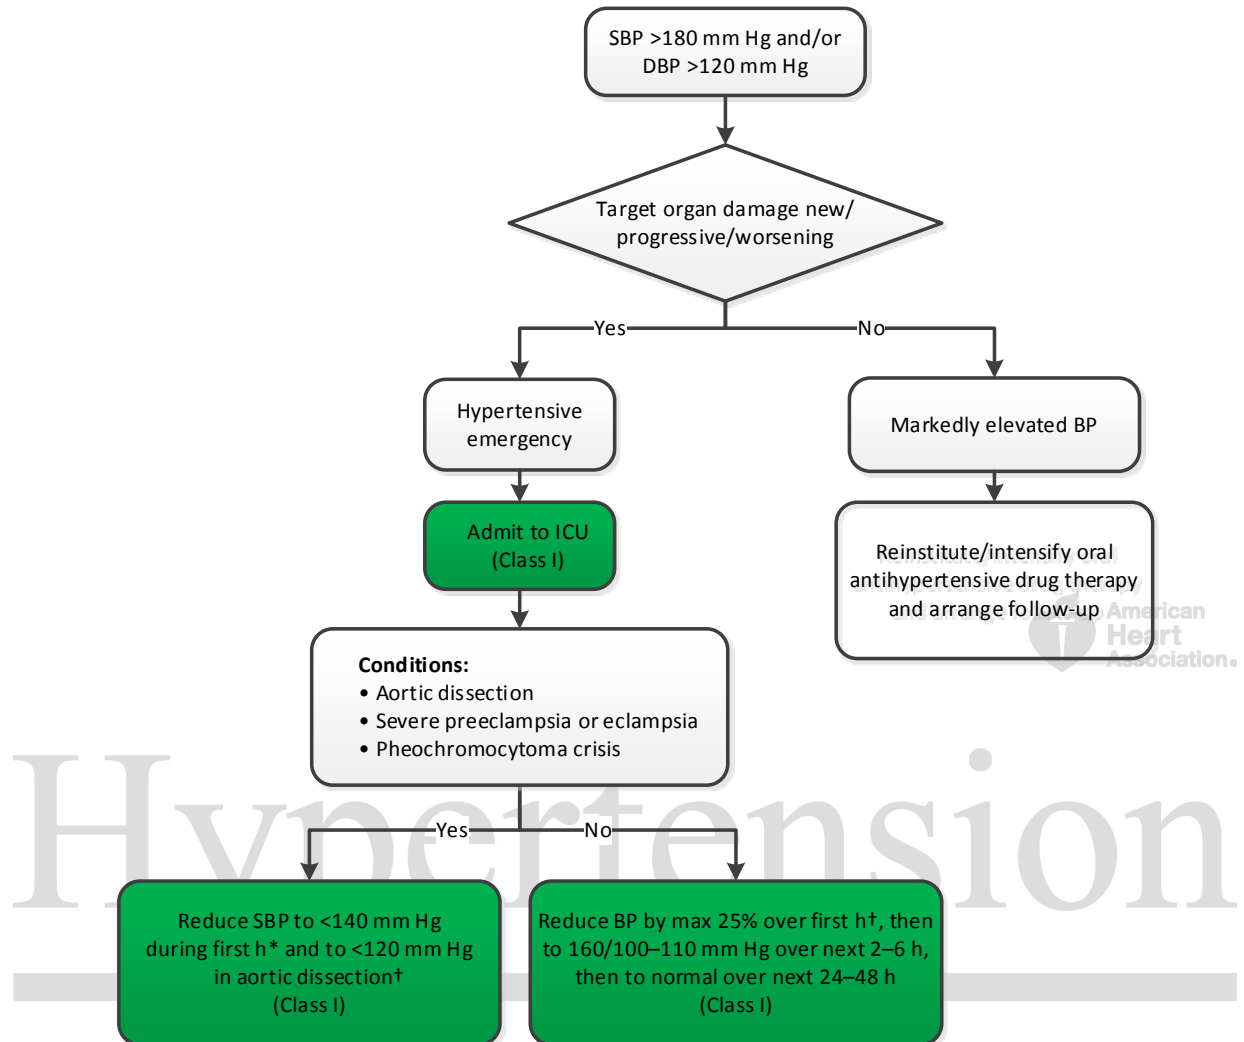 SBP >180 mm Hg and/or
DBP >120 mm Hg
Target organ damage new/
progressive/worsening
Yes
No
Hypertensive
emergency
Markedly elevated BP
Admit to ICU
(Class I)
Reinstitute/intensify oral
antihypertensive drug therapy
and arrange follow-up
American
Heart
Association.
Conditions:
• Aortic dissection
• Severe preeclampsia or eclampsia
• Pheochromocytoma crisis
Hypertension
Yes
No
Reduce SBP to <140 mm Hg
during first h* and to <120 mm Hg
in aortic dissection†
(Class I)
Reduce BP by max 25% over first h†, then
to 160/100–110 mm Hg over next 2–6 h,
then to normal over next 24–48 h
(Class I)